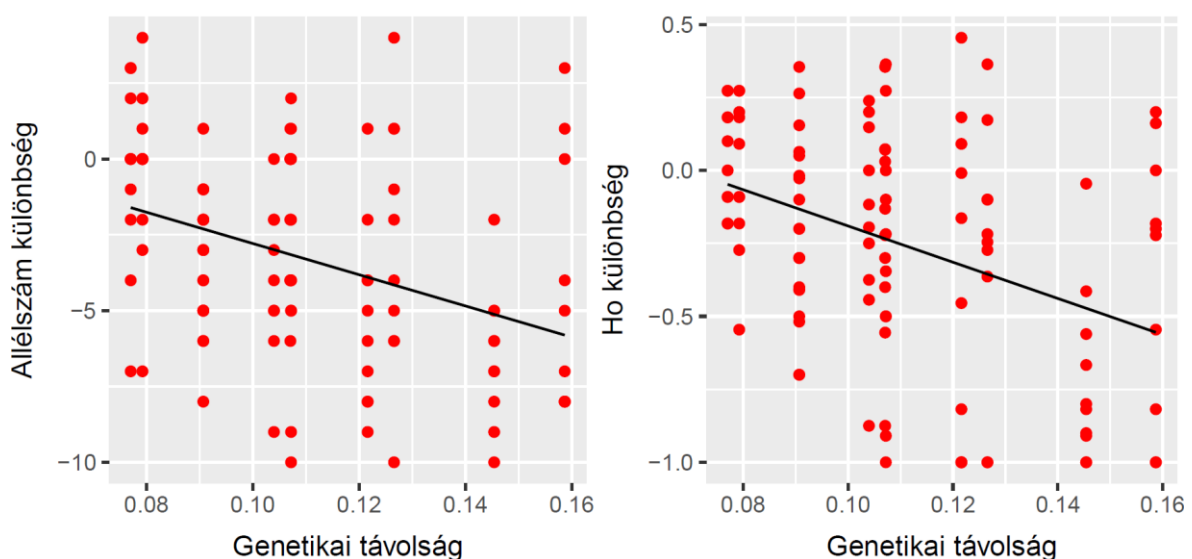 Allélszám különbség
0
−5
−10
0.08 0.10 0.12 0.14 0.16
Genetikai távolság
Ho különbség
0.5
0.0
−0.5
−1.0
0.08 0.10 0.12 0.14 0.16
Genetikai távolság